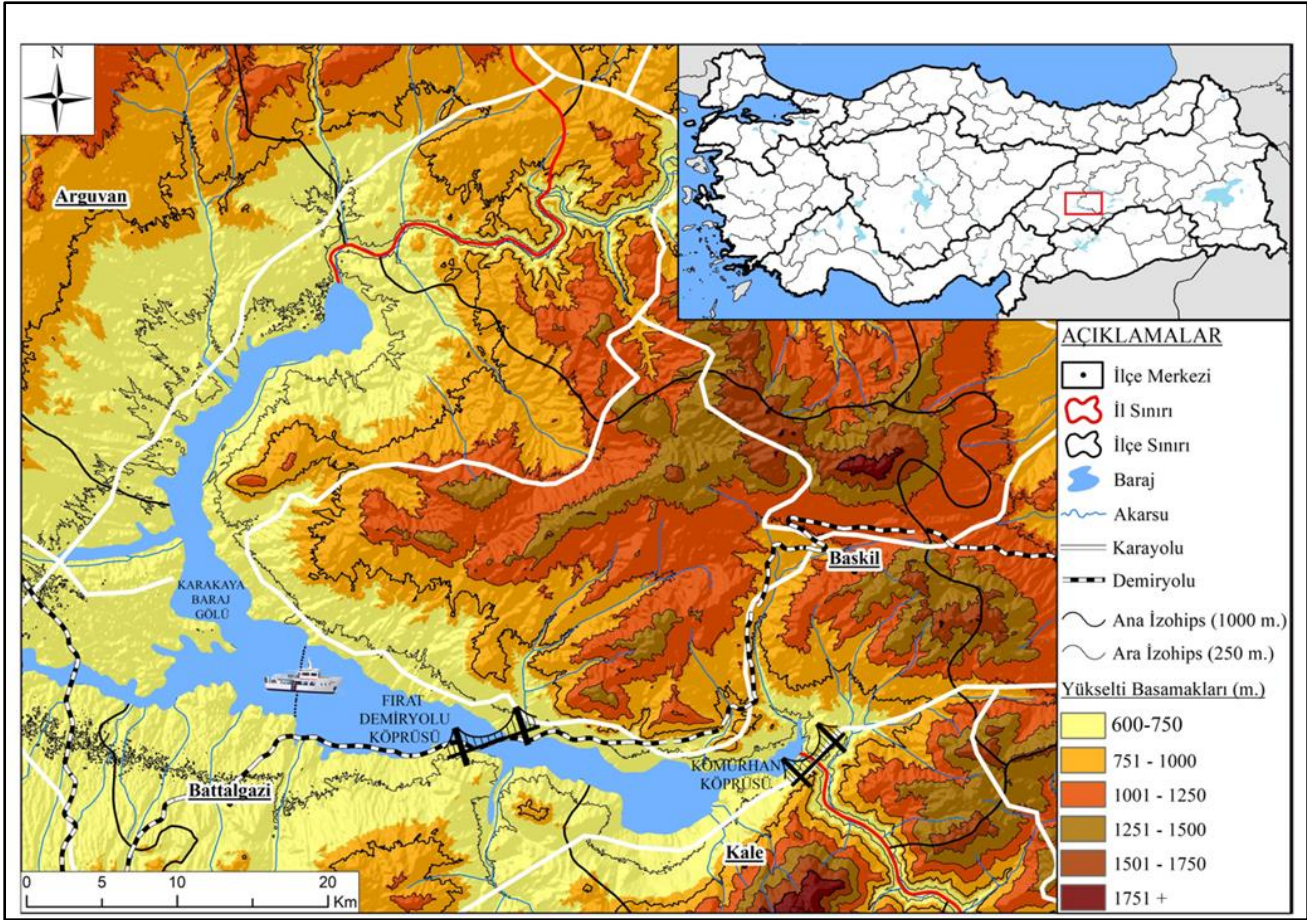 N
Arguvan
KARAKAYA
BARAJ
GÖLÜ
FIRAT
DEMİRYOLU
KÖPRÜSÜ
Baskil
KÖMÜRHAN
KÖPRÜSÜ
Battalgazi
Kale
0 5 10 20
Km
AÇIKLAMALAR
İlçe Merkezi
İl Sınırı
İlçe Sınırı
Baraj
Akarsu
Karayolu
Demiryolu
Ana İzohips (1000 m.)
Ara İzohips (250 m.)
Yükselti Basamakları (m.)
600-750
751 - 1000
1001 - 1250
1251 - 1500
1501 - 1750
1751 +